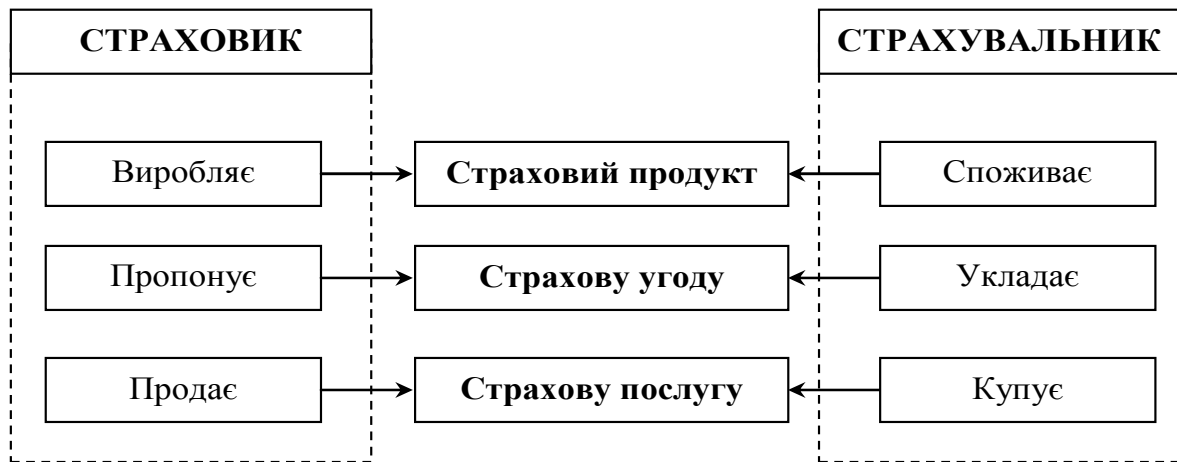 СТРАХОВИК
СТРАХУВАЛЬНИК
Виробляє
Страховий продукт
Споживає
Пропонує
Страхову угоду
Укладає
Продає
Страхову послугу
Купує